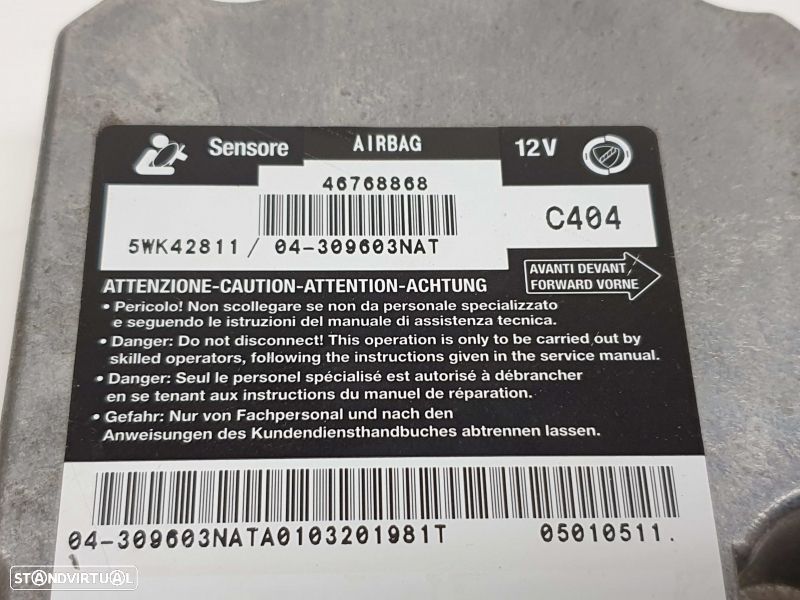 Sensore AIRBAG 12V
46768868
C404
5WK42811 / 04-309603NAT
ATTENZIONE-CAUTION-ATTENTION-ACHTUNG
AVANTI DEVANT
FORWARD VORNE
• Pericolo! Non scollegare se non da personale specializzato
e seguendo le istruzioni del manuale di assistenza tecnica.
• Danger: Do not disconnect! This operation is only to be carried out by
skilled operators, following the instructions given in the service manual.
• Danger: Seul le personel spécialisé est autorisé à débrancher
en se tenant aux instructions du manuel de réparation.
• Gefahr: Nur von Fachpersonal und nach den
Anweisungen des Kundendiensthandbuches abtrennen lassen.
04-309603NATA0103201981T 05010511.
STANDVIRTUAL